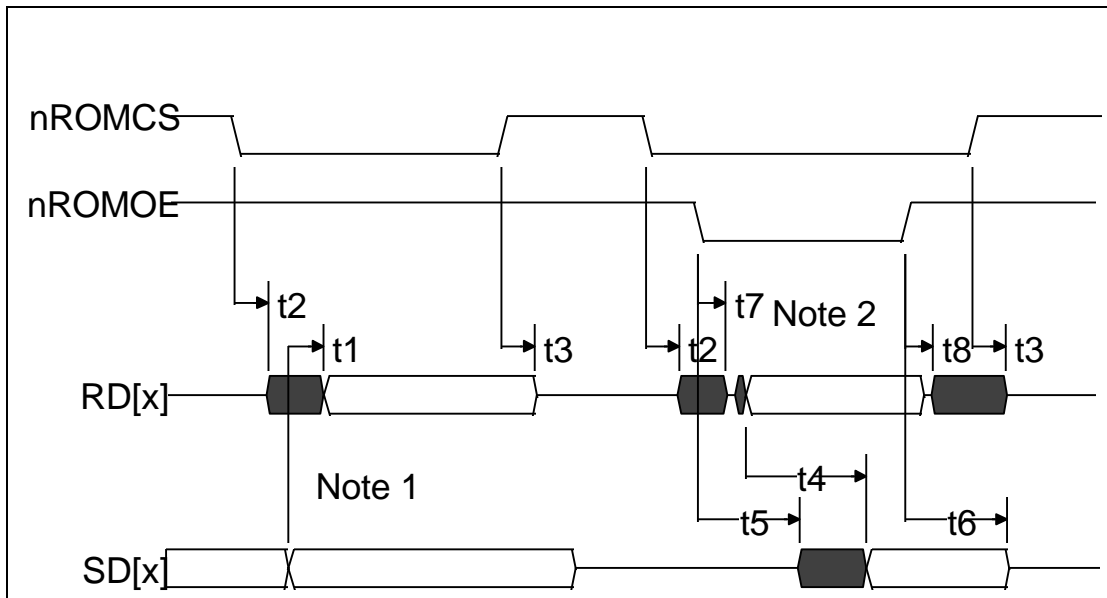 nROMCS
nROMOE
t2
t7 Note 2
t1 t3 t2 t8 t3
RD[x]
Note 1 t4
t5 t6
SD[x]